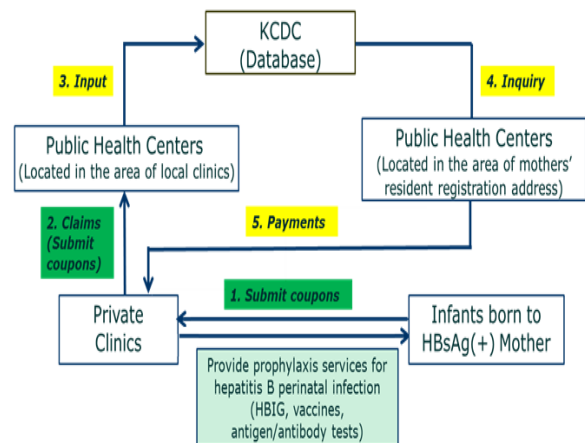 KCDC
(Database)
3. Input
4. Inquiry
Public Health Centers
(Located in the area of local clinics)
Public Health Centers
(Located in the area of mothers'
resident registration address)
2. Claims
(Submit
coupons)
5. Payments
1. Submit coupons
Private
Clinics
Infants born to
HBsAg(+) Mother
Provide prophylaxis services for
hepatitis B perinatal infection
(HBIG, vaccines,
antigen/antibody tests)